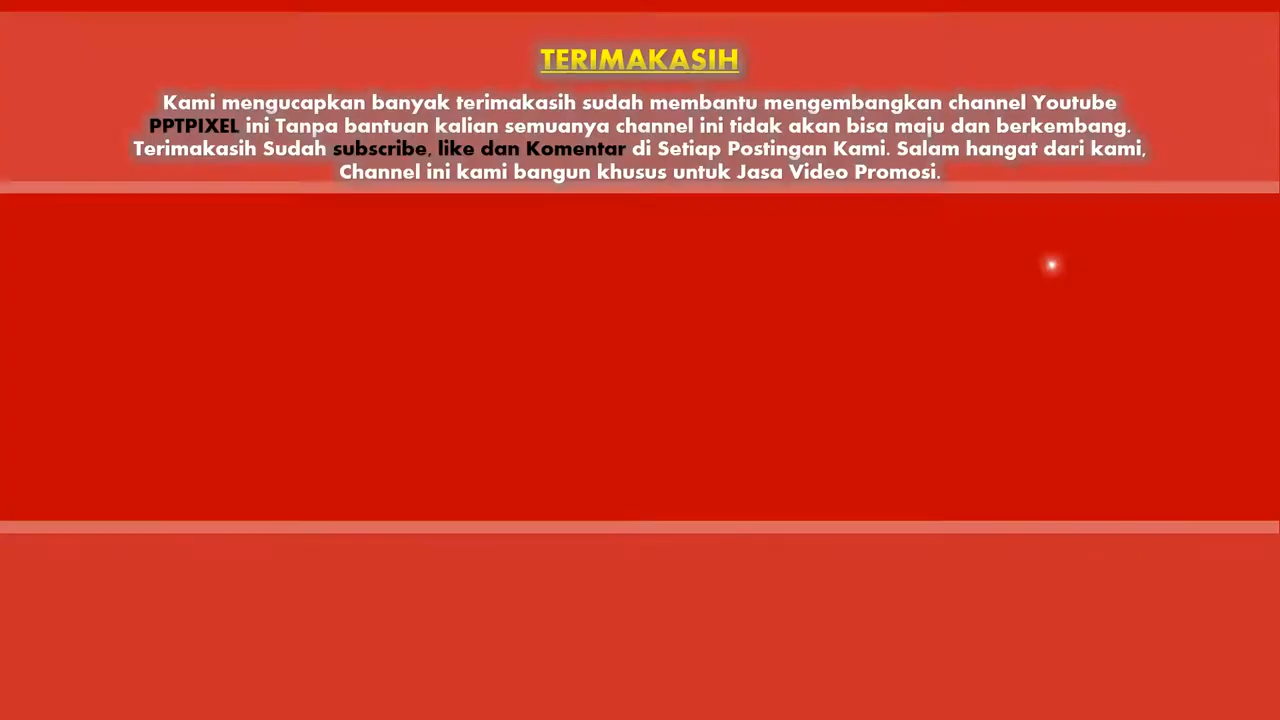 TERIMAKASIH
Kami mengucapkan banyak terimakasih sudah membantu mengembangkan channel Youtube
PPTPIXEL ini Tanpa bantuan kalian semuanya channel ini tidak akan bisa maju dan berkembang.
Terimakasih Sudah subscribe, like dan Komentar di Setiap Postingan Kami. Salam hangat dari kami,
Channel ini kami bangun khusus untuk Jasa Video Promosi.